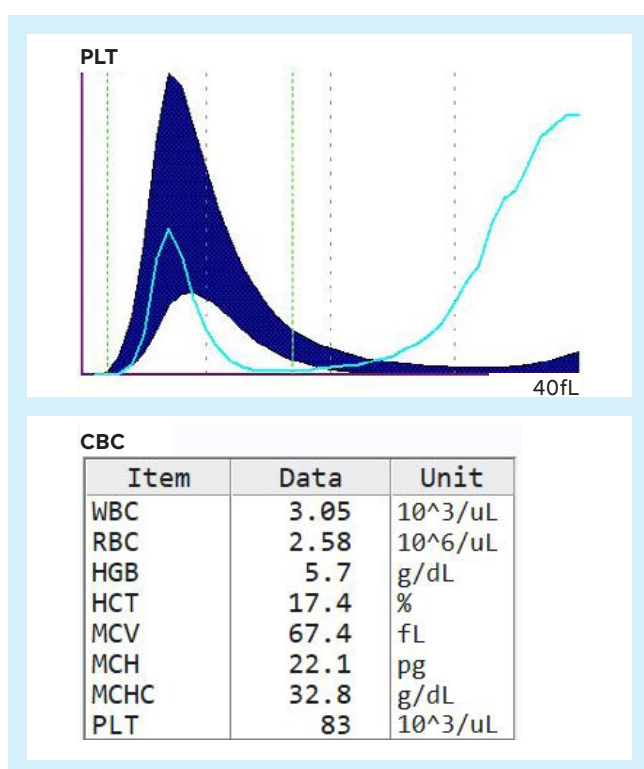 PLT
40fL
CBC
Item Data Unit
WBC 3.05 10^3/uL
RBC 2.58 10^6/uL
HGB 5.7 g/dL
HCT 17.4 %
MCV 67.4 fL
MCH 22.1 pg
MCHC 32.8 g/dL
PLT 83 10^3/uL